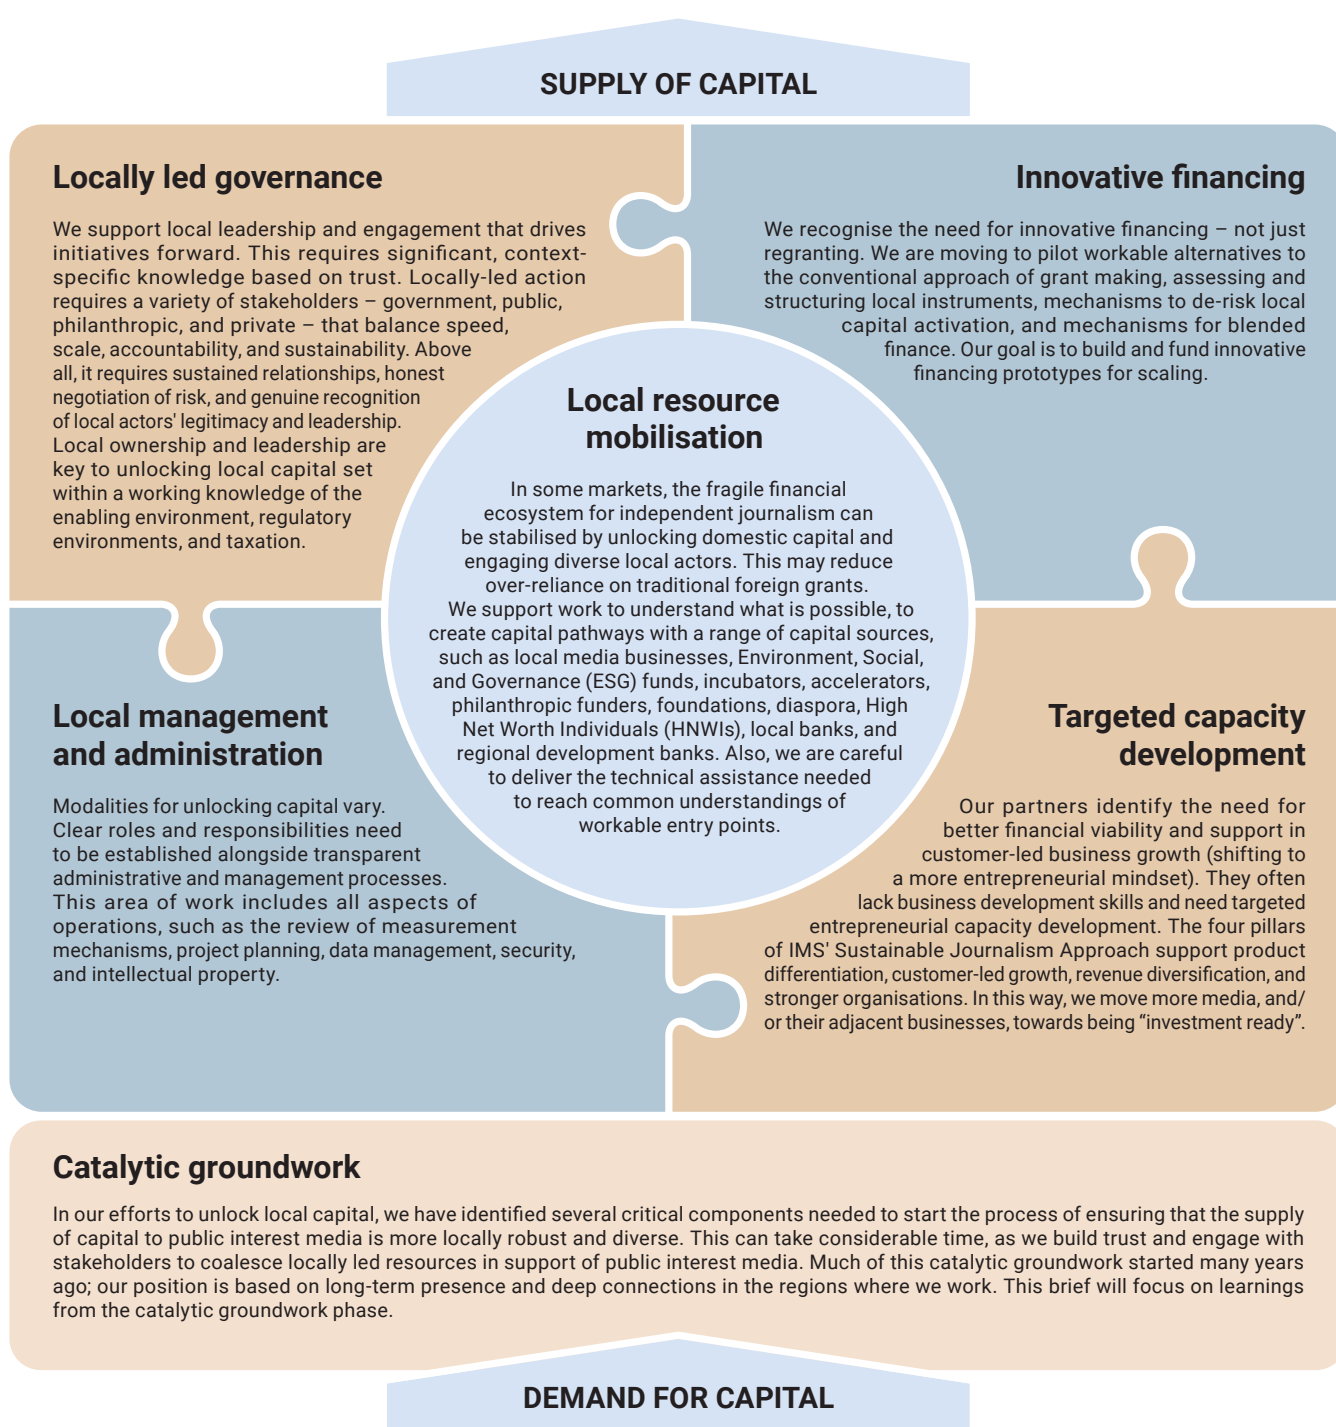 SUPPLY OF CAPITAL
Locally led governance
We support local leadership and engagement that drives
initiatives forward. This requires significant, context-
specific knowledge based on trust. Locally-led action
requires a variety of stakeholders – government, public,
philanthropic, and private – that balance speed,
scale, accountability, and sustainability. Above
all, it requires sustained relationships, honest
negotiation of risk, and genuine recognition
of local actors' legitimacy and leadership.
Local ownership and leadership are
key to unlocking local capital set
within a working knowledge of the
enabling environment, regulatory
environments, and taxation.
Innovative financing
We recognise the need for innovative financing – not just
regranting. We are moving to pilot workable alternatives to
the conventional approach of grant making, assessing and
structuring local instruments, mechanisms to de-risk local
capital activation, and mechanisms for blended
finance. Our goal is to build and fund innovative
financing prototypes for scaling.
Local resource
mobilisation
In some markets, the fragile financial
ecosystem for independent journalism can
be stabilised by unlocking domestic capital and
engaging diverse local actors. This may reduce
over-reliance on traditional foreign grants.
We support work to understand what is possible, to
create capital pathways with a range of capital sources,
such as local media businesses, Environment, Social,
and Governance (ESG) funds, incubators, accelerators,
philanthropic funders, foundations, diaspora, High
Net Worth Individuals (HNWIs), local banks, and
regional development banks. Also, we are careful
to deliver the technical assistance needed
to reach common understandings of
workable entry points.
Local management
and administration
Modalities for unlocking capital vary.
Clear roles and responsibilities need
to be established alongside transparent
administrative and management processes.
This area of work includes all aspects of
operations, such as the review of measurement
mechanisms, project planning, data management, security,
and intellectual property.
Targeted capacity
development
Our partners identify the need for
better financial viability and support in
customer-led business growth (shifting to
a more entrepreneurial mindset). They often
lack business development skills and need targeted
entrepreneurial capacity development. The four pillars
of IMS' Sustainable Journalism Approach support product
differentiation, customer-led growth, revenue diversification, and
stronger organisations. In this way, we move more media, and/
or their adjacent businesses, towards being “investment ready”.
Catalytic groundwork
In our efforts to unlock local capital, we have identified several critical components needed to start the process of ensuring that the supply
of capital to public interest media is more locally robust and diverse. This can take considerable time, as we build trust and engage with
stakeholders to coalesce locally led resources in support of public interest media. Much of this catalytic groundwork started many years
ago; our position is based on long-term presence and deep connections in the regions where we work. This brief will focus on learnings
from the catalytic groundwork phase.
DEMAND FOR CAPITAL